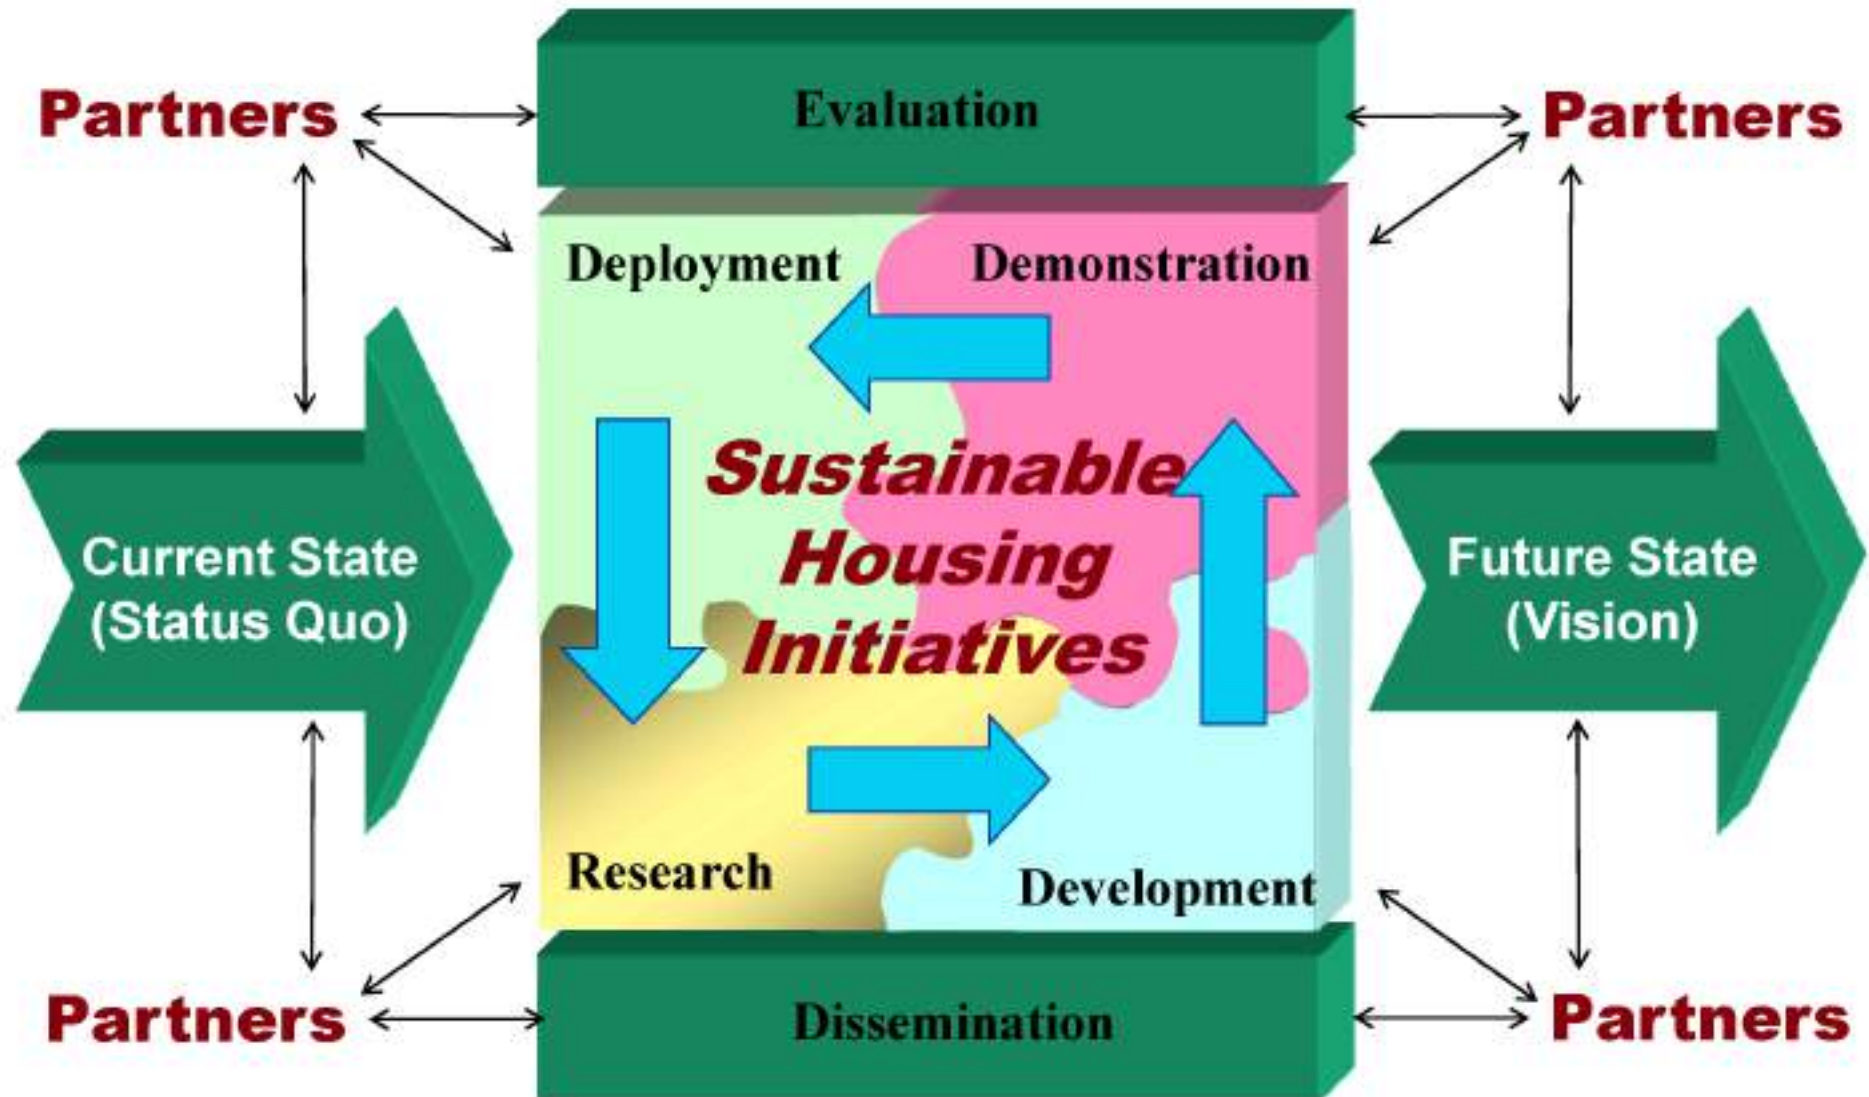 Evaluation
Partners
Partners
Deployment
Demonstration
Sustainable
Housing
Initiatives
Current State
(Status Quo)
Future State
(Vision)
Research
Development
Partners
Dissemination
Partners